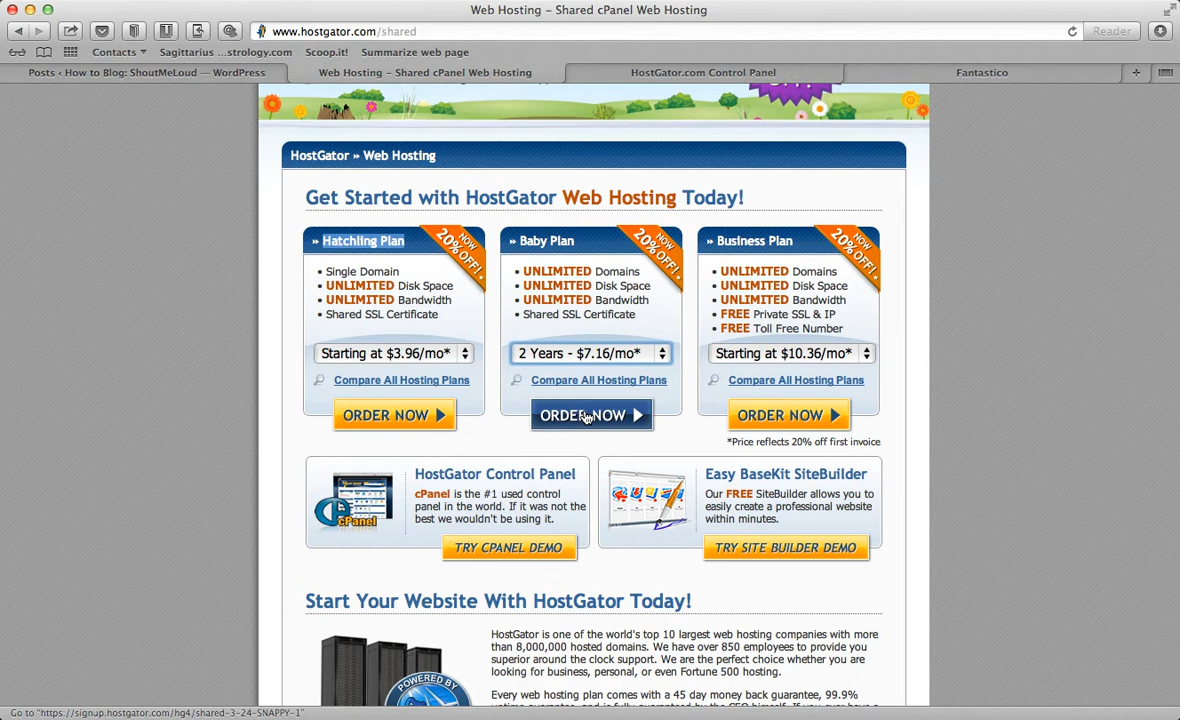 Web Hosting – Shared cPanel Web Hosting
www.hostgator.com/shared
Reader
Contacts
Sagittarius ...strology.com
Scoop.it!
Summarize web page
Posts ‹ How to Blog: ShoutMeLoud — WordPress
Web Hosting – Shared cPanel Web Hosting
HostGator.com Control Panel
Fantastico
HostGator » Web Hosting
Get Started with HostGator Web Hosting Today!
» Hatchling Plan
NOW 20% OFF!
• Single Domain
• UNLIMITED Disk Space
• UNLIMITED Bandwidth
• Shared SSL Certificate
Starting at $3.96/mo*
Compare All Hosting Plans
ORDER NOW
» Baby Plan
NOW 20% OFF!
• UNLIMITED Domains
• UNLIMITED Disk Space
• UNLIMITED Bandwidth
• Shared SSL Certificate
2 Years - $7.16/mo*
Compare All Hosting Plans
ORDER NOW
» Business Plan
NOW 20% OFF!
• UNLIMITED Domains
• UNLIMITED Disk Space
• UNLIMITED Bandwidth
• FREE Private SSL & IP
• FREE Toll Free Number
Starting at $10.36/mo*
Compare All Hosting Plans
ORDER NOW
*Price reflects 20% off first invoice
cPanel
HostGator Control Panel
cPanel is the #1 used control
panel in the world. If it was not the
best we wouldn't be using it.
TRY CPANEL DEMO
Easy BaseKit SiteBuilder
Our FREE SiteBuilder allows you to
easily create a professional website
within minutes.
TRY SITE BUILDER DEMO
Start Your Website With HostGator Today!
POWERED BY
HostGator is one of the world's top 10 largest web hosting companies with more
than 8,000,000 hosted domains. We have over 850 employees to provide you
superior around the clock support. We are the perfect choice whether you are
looking for business, personal, or even Fortune 500 hosting.
Every web hosting plan comes with a 45 day money back guarantee, 99.9%
Go to "https://signup.hostgator.com/hg4/shared-3-24-SNAPPY-1"